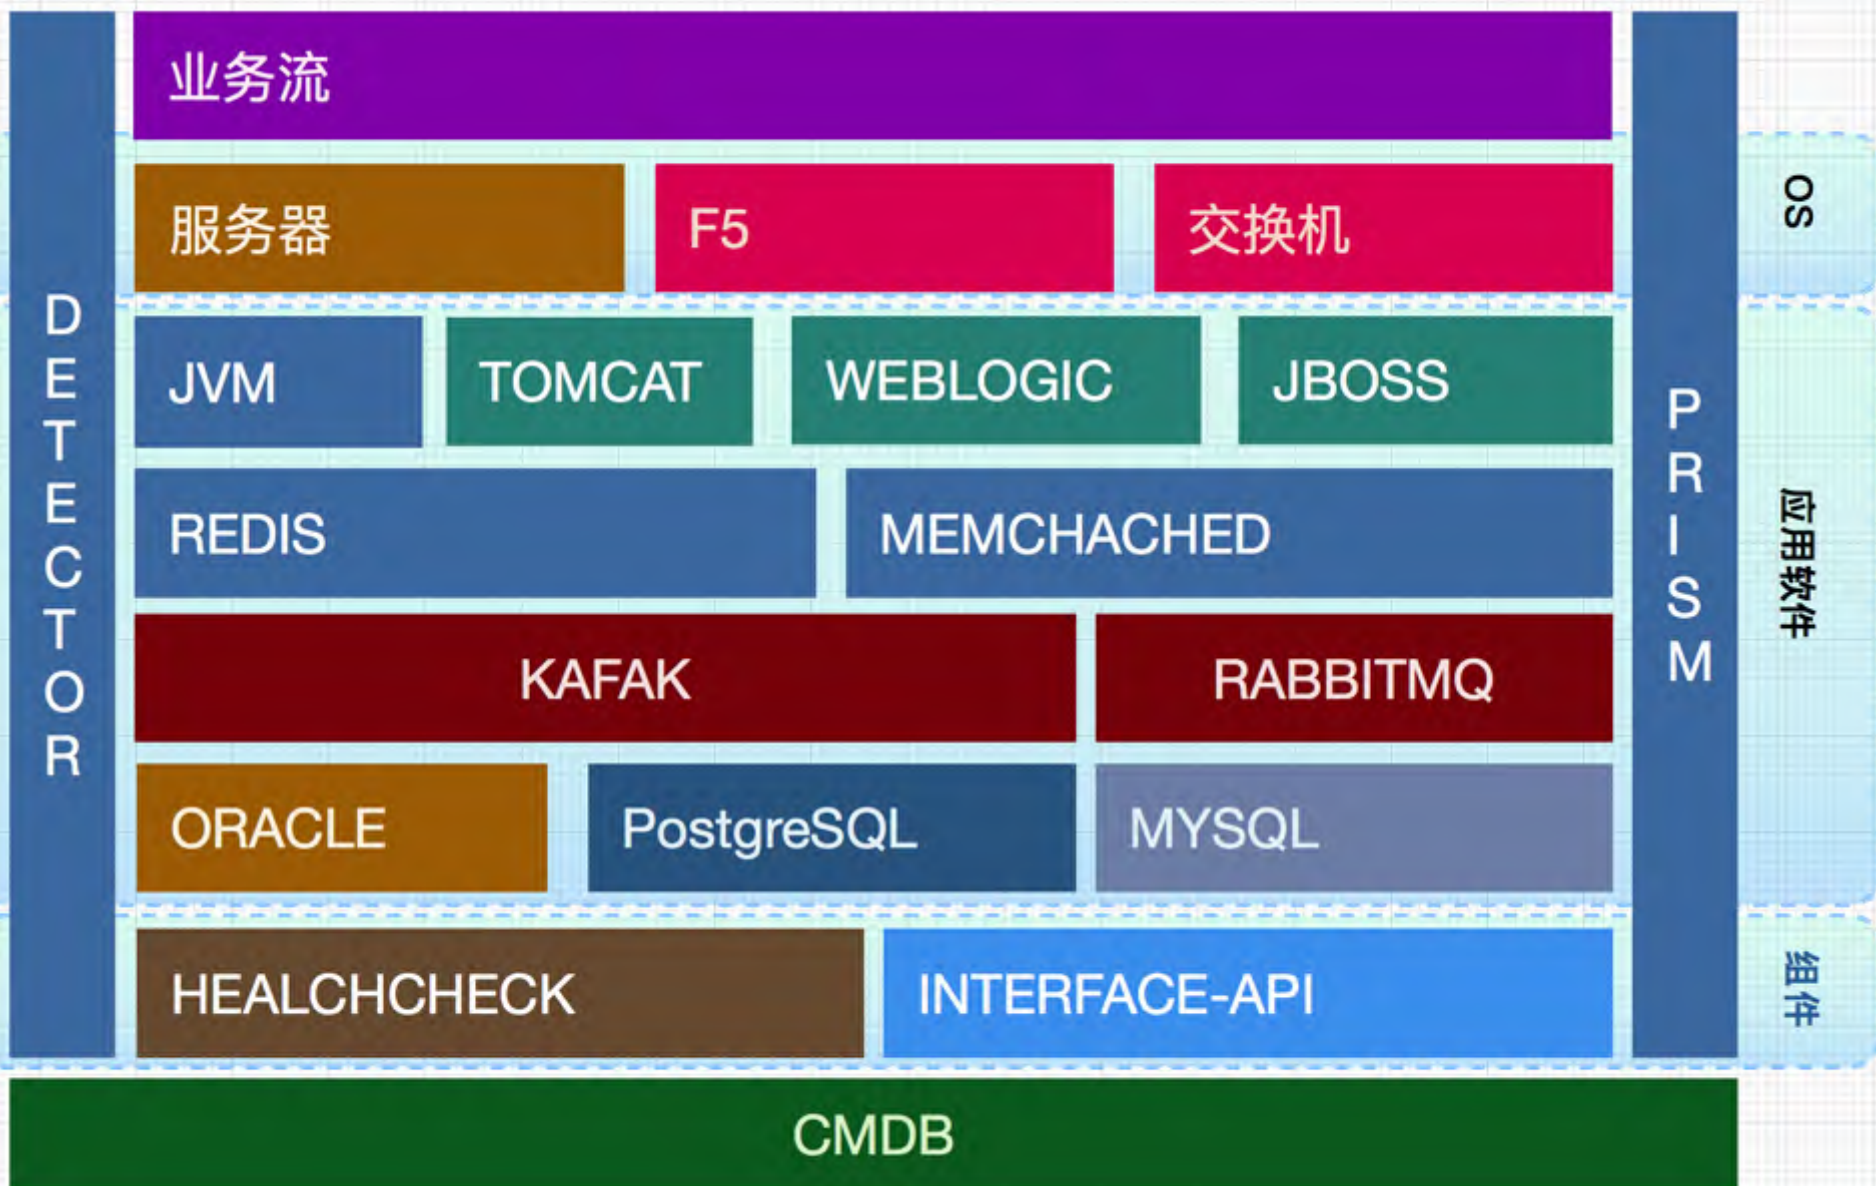 业务流
服务器 F5 交换机
OS
DETECTOR
JVM TOMCAT WEBLOGIC JBOSS
PRISM
REDIS MEMCHACHED
应用软件
KAFAK RABBITMQ
ORACLE PostgreSQL MYSQL
HEALCHCHECK INTERFACE-API
组件
CMDB